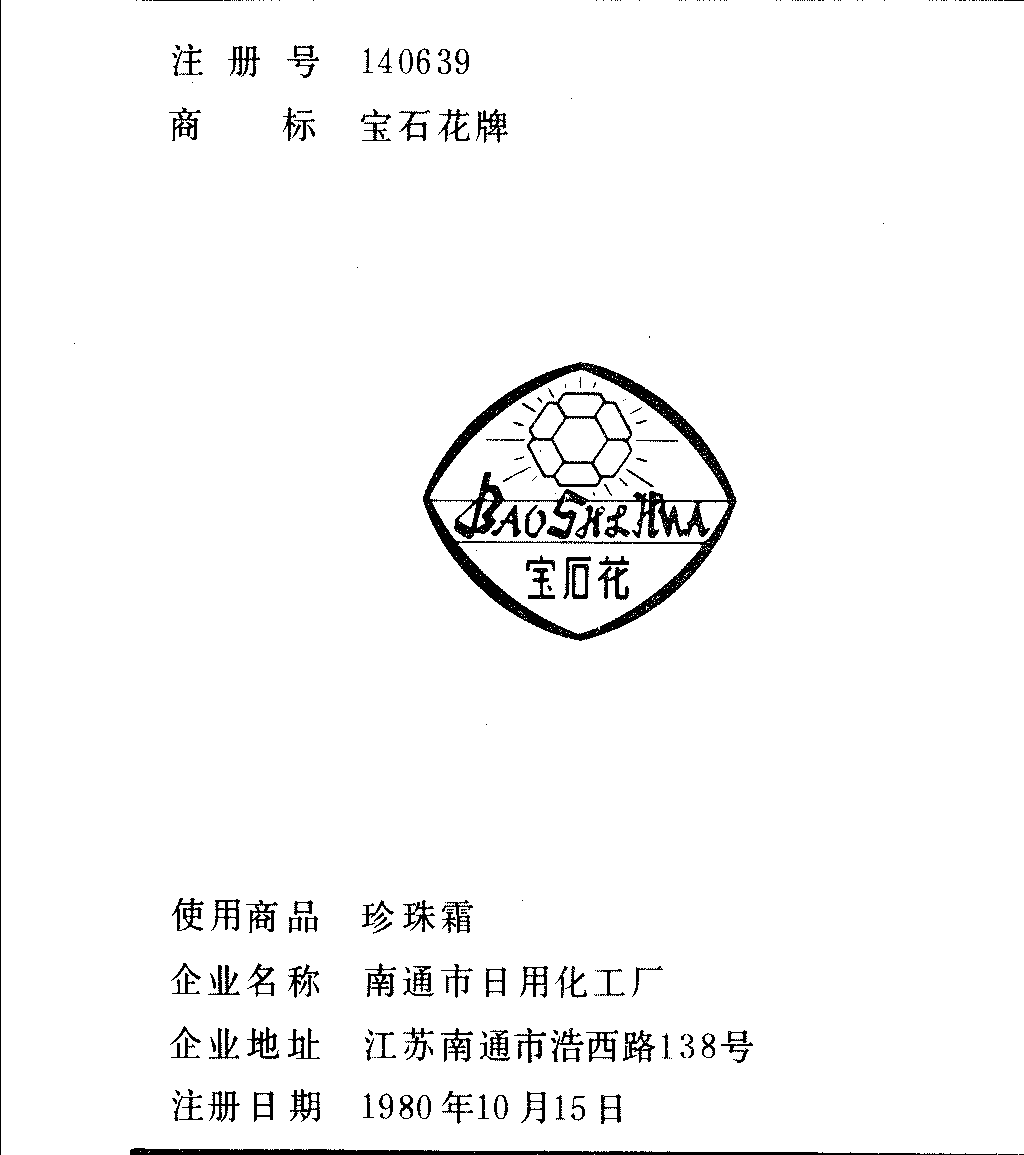 注册号 140639
商标 宝石花牌
BAOSHIHUA
宝石花
使用商品 珍珠霜
企业名称 南通市日用化工厂
企业地址 江苏南通市浩西路138号
注册日期 1980年10月15日